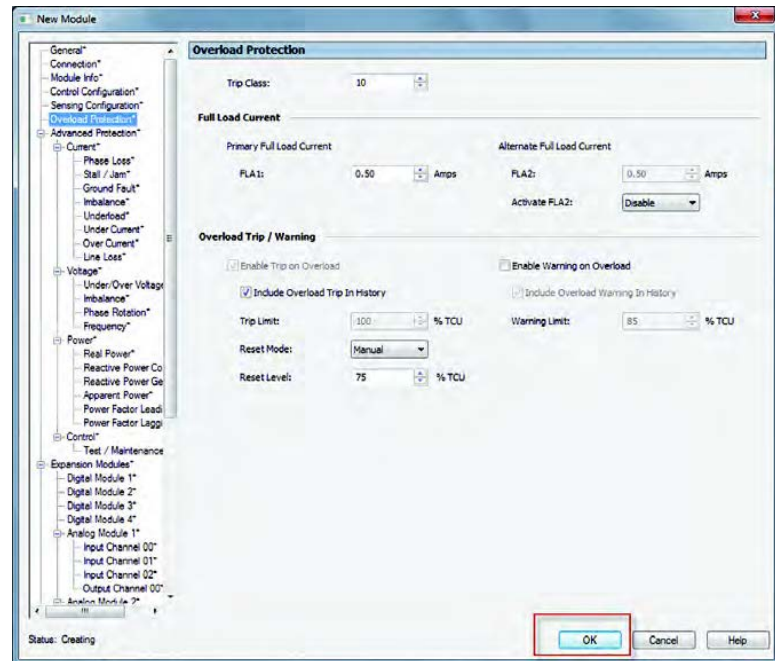 New Module
General*
Connection*
Module Info*
Control Configuration*
Sensing Configuration*
Overload Protection*
Advanced Protection*
Current*
Phase Loss*
Stall / Jam*
Ground Fault*
Imbalance*
Underload*
Under Current*
Over Current*
Line Loss*
Voltage*
Under/Over Voltage
Imbalance*
Phase Rotation*
Frequency*
Power*
Real Power*
Reactive Power Co
Reactive Power Ge
Apparent Power*
Power Factor Leadi
Power Factor Laggi
Control*
Test / Maintenance
Expansion Modules*
Digital Module 1*
Digital Module 2*
Digital Module 3*
Digital Module 4*
Analog Module 1*
Input Channel 00*
Input Channel 01*
Input Channel 02*
Output Channel 00*
Analog Module 2*
Overload Protection
Trip Class: 10
Full Load Current
Primary Full Load Current Alternate Full Load Current
FLA1: 0.50 Amps FLA2: 0.50 Amps
Activate FLA2: Disable
Overload Trip / Warning
Enable Trip on Overload Enable Warning on Overload
Include Overload Trip In History Include Overload Warning In History
Trip Limit: 100 % TCU Warning Limit: 85 % TCU
Reset Mode: Manual
Reset Level: 75 % TCU
Status: Creating OK Cancel Help